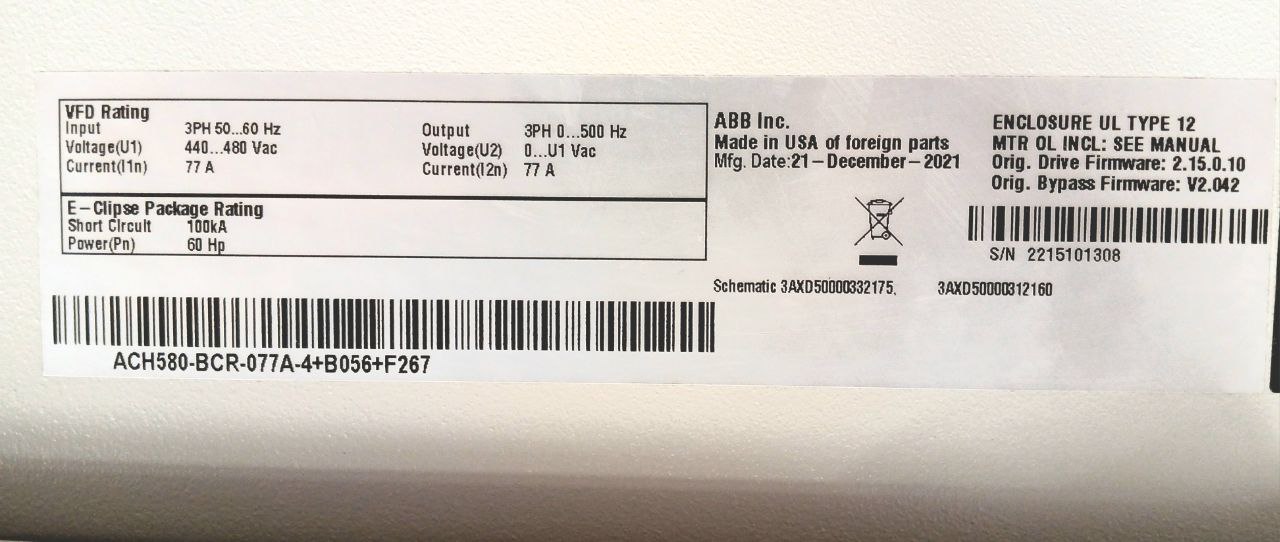 VFD Rating
Input 3PH 50...60 Hz Output 3PH 0...500 Hz
Voltage(U1) 440...480 Vac Voltage(U2) 0...U1 Vac
Current(I1n) 77 A Current(I2n) 77 A
E-Clipse Package Rating
Short Circuit 100kA
Power(Pn) 60 Hp
ACH580-BCR-077A-4+B056+F267
ABB Inc.
Made in USA of foreign parts
Mfg. Date:21-December-2021
Schematic 3AXD50000332175, 3AXD50000312160
ENCLOSURE UL TYPE 12
MTR OL INCL: SEE MANUAL
Orig. Drive Firmware: 2.15.0.10
Orig. Bypass Firmware: V2.042
S/N 2215101308